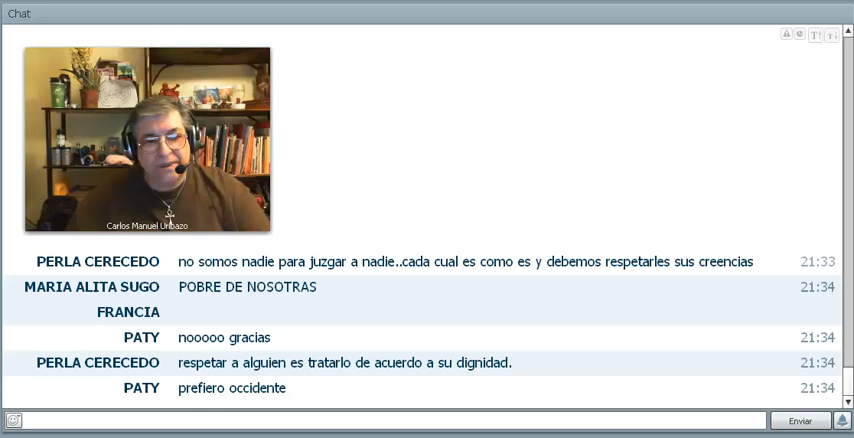 Chat
Carlos Manuel Uribazo
PERLA CERECEDO no somos nadie para juzgar a nadie..cada cual es como es y debemos respetarles sus creencias 21:33
MARIA ALITA SUGO POBRE DE NOSOTRAS 21:34
FRANCIA
PATY nooooo gracias 21:34
PERLA CERECEDO respetar a alguien es tratarlo de acuerdo a su dignidad. 21:34
PATY prefiero occidente 21:34
Enviar